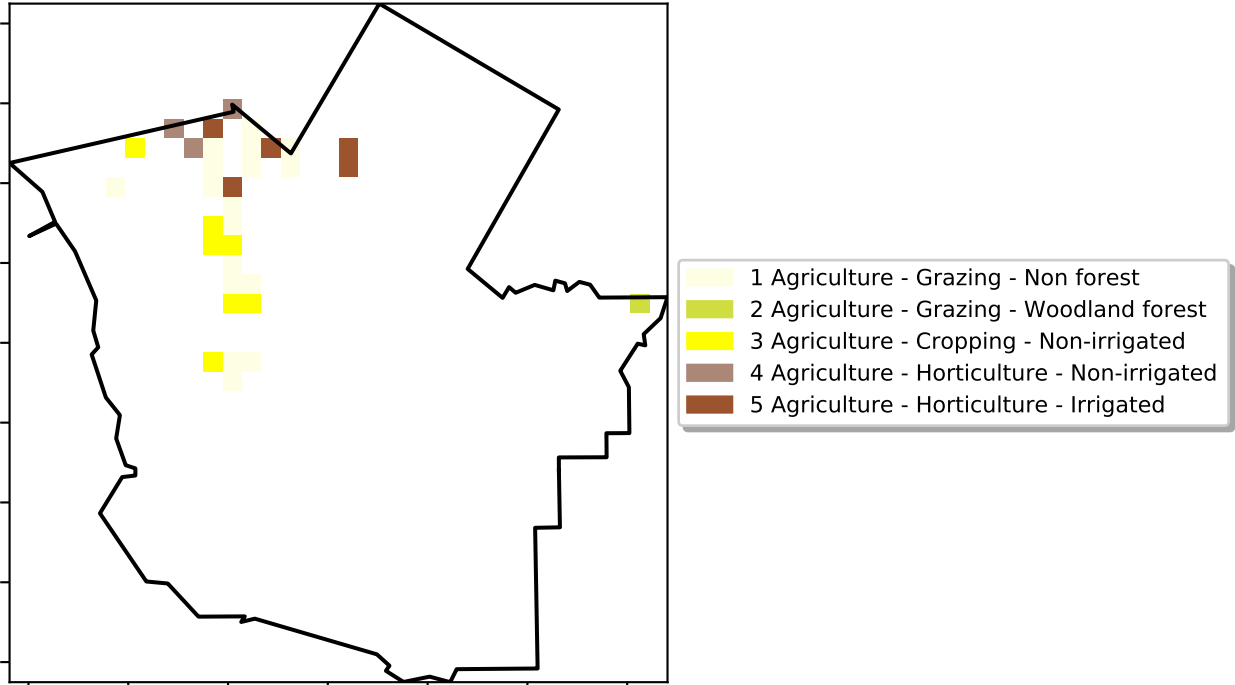 1 Agriculture - Grazing - Non forest
2 Agriculture - Grazing - Woodland forest
3 Agriculture - Cropping - Non-irrigated
4 Agriculture - Horticulture - Non-irrigated
5 Agriculture - Horticulture - Irrigated